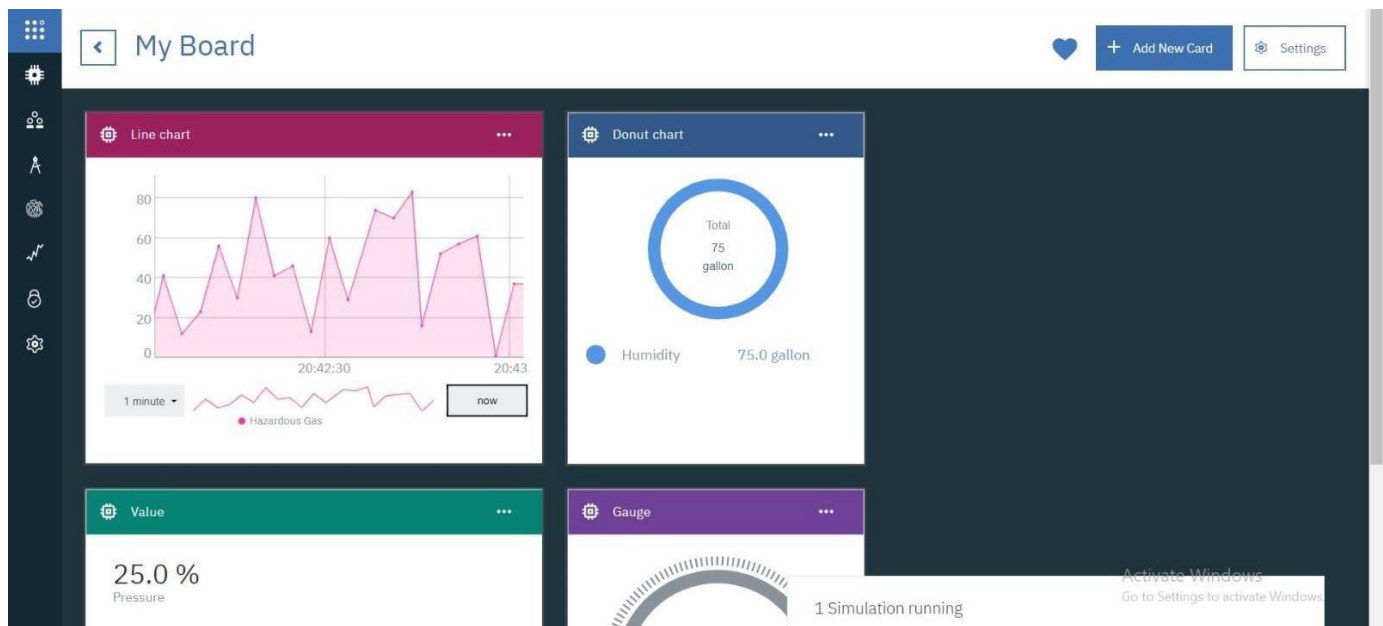 My Board
+ Add New Card
Settings
Line chart
80
60
40
20
0
20:42:30
20:43
1 minute
now
Hazardous Gas
Donut chart
Total
75
gallon
Humidity 75.0 gallon
Value
25.0 %
Pressure
Gauge
1 Simulation running
Activate Windows
Go to Settings to activate Windows.